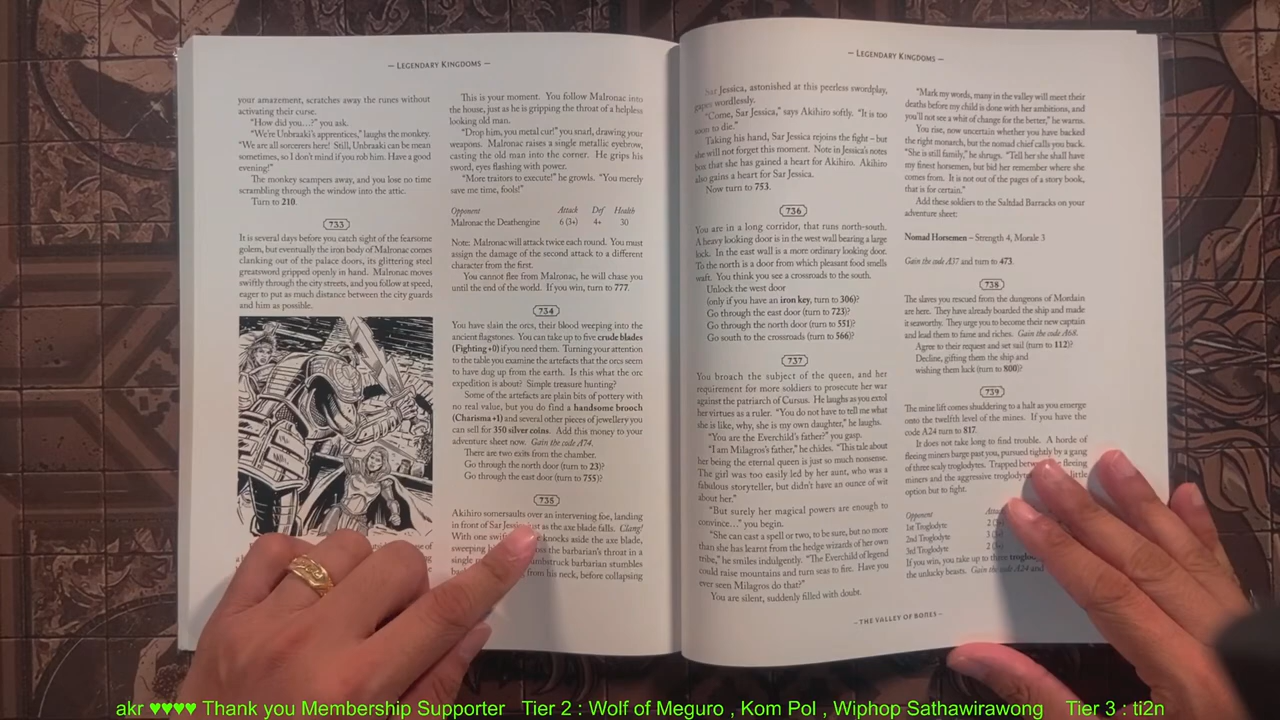 — Legendary Kingdoms —
your amazement, scratches away the runes without
activating their curse.
"How did you...?" you ask.
"We're Unbraaki's apprentices," laughs the monkey.
"We are all sorcerers here! Still, Unbraaki can be mean
sometimes, so I don't mind if you rob him. Have a good
evening!"
The monkey scampers away, and you lose no time
scrambling through the window into the attic.
Turn to 210.
733
It is several days before you catch sight of the fearsome
golem, but eventually the iron body of Malronac comes
clanking out of the palace doors, its glittering steel
greatsword gripped openly in hand. Malronac moves
swiftly through the city streets, and you follow at speed,
eager to put as much distance between the city guards
and him as possible.
This is your moment. You follow Malronac into
the house, just as he is gripping the throat of a helpless
looking old man.
"Drop him, you metal cur!" you snarl, drawing your
weapons. Malronac raises a single metallic eyebrow,
casting the old man into the corner. He grips his
sword, eyes flashing with power.
"More traitors to execute!" he growls. "You merely
save me time, fools!"
Opponent Attack Def Health
Malronac the Deathengine 6 (3+) 4+ 30
Note: Malronac will attack twice each round. You must
assign the damage of the second attack to a different
character from the first.
You cannot flee from Malronac, he will chase you
until the end of the world. If you win, turn to 777.
734
You have slain the orcs, their blood weeping into the
ancient flagstones. You can take up to five crude blades
(Fighting +0) if you need them. Turning your attention
to the table you examine the artefacts that the orcs seem
to have dug up from the earth. Is this what the orc
expedition is about? Simple treasure hunting?
Some of the artefacts are plain bits of pottery with
no real value, but you do find a handsome brooch
(Charisma +1) and several other pieces of jewellery you
can sell for 350 silver coins. Add this money to your
adventure sheet now. Gain the code A74.
There are two exits from the chamber.
Go through the north door (turn to 23)?
Go through the east door (turn to 755)?
735
Akihiro somersaults over an intervening foe, landing
in front of Sar Jessica just as the axe blade falls. Clang!
With one swift knocks aside the axe blade,
sweeping the barbarian's throat in a
single barbarian stumbles
from his neck, before collapsing
— Legendary Kingdoms —
Sar Jessica, astonished at this peerless swordplay,
gapes wordlessly.
"Come, Sar Jessica," says Akihiro softly. "It is too
soon to die."
Taking his hand, Sar Jessica rejoins the fight – but
she will not forget this moment. Note in Jessica's notes
box that she has gained a heart for Akihiro. Akihiro
also gains a heart for Sar Jessica.
Now turn to 753.
736
You are in a long corridor, that runs north-south.
A heavy looking door is in the west wall bearing a large
lock. In the east wall is a more ordinary looking door.
To the north is a door from which pleasant food smells
waft. You think you see a crossroads to the south.
Unlock the west door
(only if you have an iron key, turn to 306)?
Go through the east door (turn to 723)?
Go through the north door (turn to 551)?
Go south to the crossroads (turn to 566)?
737
You broach the subject of the queen, and her
requirement for more soldiers to prosecute her war
against the patriarch of Cursus. He laughs as you extol
her virtues as a ruler. "You do not have to tell me what
she is like, why, she is my own daughter," he laughs.
"You are the Everchild's father?" you gasp.
"I am Milagros's father," he chides. "This tale about
her being the eternal queen is just so much nonsense.
The girl was too easily led by her aunt, who was a
fabulous storyteller, but didn't have an ounce of wit
about her."
"But surely her magical powers are enough to
convince..." you begin.
"She can cast a spell or two, to be sure, but no more
than she has learnt from the hedge wizards of her own
tribe," he smiles indulgently. "The Everchild of legend
could raise mountains and turn seas to fire. Have you
ever seen Milagros do that?"
You are silent, suddenly filled with doubt.
"Mark my words, many in the valley will meet their
deaths before my child is done with her ambitions, and
you'll not see a whit of change for the better," he warns.
You rise, now uncertain whether you have backed
the right monarch, but the nomad chief calls you back.
"She is still family," he shrugs. "Tell her she shall have
my finest horsemen, but bid her remember where she
comes from. It is not out of the pages of a story book,
that is for certain."
Add these soldiers to the Saltdad Barracks on your
adventure sheet:
Nomad Horsemen – Strength 4, Morale 3
Gain the code A37 and turn to 473.
738
The slaves you rescued from the dungeons of Mordain
are here. They have already boarded the ship and made
it seaworthy. They urge you to become their new captain
and lead them to fame and riches. Gain the code A68.
Agree to their request and set sail (turn to 112)?
Decline, gifting them the ship and
wishing them luck (turn to 800)?
739
The mine lift comes shuddering to a halt as you emerge
onto the twelfth level of the mines. If you have the
code A24 turn to 817.
It does not take long to find trouble. A horde of
fleeing miners barge past you, pursued tightly by a gang
of three scaly troglodytes. Trapped fleeing
miners and the aggressive troglodytes little
option but to fight.
Opponent
1st Troglodyte
2nd Troglodyte
3rd Troglodyte
If you win, you take up to three
the unlucky beasts. Gain the code A24 and
– The Valley of Bones –
akr ♥♥♥♥ Thank you Membership Supporter Tier 2 : Wolf of Meguro , Kom Pol , Wiphop Sathawirawong Tier 3 : ti2n